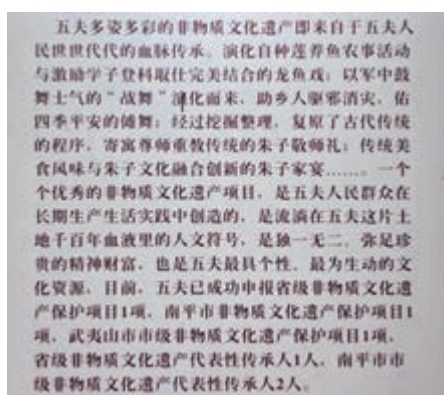 五夫多姿多彩的非物质文化遗产即来自于五夫人
民世世代代的血脉传承。演化自种莲养鱼农事活动
与激励学子登科取仕完美结合的龙鱼戏；以军中鼓
舞士气的“战舞”演化而来，助乡人驱邪消灾，佑
四季平安的傩舞；经过挖掘整理，复原了古代传统
的程序，寄寓尊师重教传统的朱子敬师礼；传统美
食风味与朱子文化融合创新的朱子家宴……。一个
个优秀的非物质文化遗产项目，是五夫人民群众在
长期生产生活实践中创造的，是流淌在五夫这片土
地千百年血液里的人文符号，是独一无二、弥足珍
贵的精神财富，也是五夫最具个性、最为生动的文
化资源，目前，五夫已成功申报省级非物质文化遗
产保护项目1项，南平市非物质文化遗产保护项目1
项，武夷山市市级非物质文化遗产保护项目1项，
省级非物质文化遗产代表性传承人1人，南平市市
级非物质文化遗产代表性传承人2人。